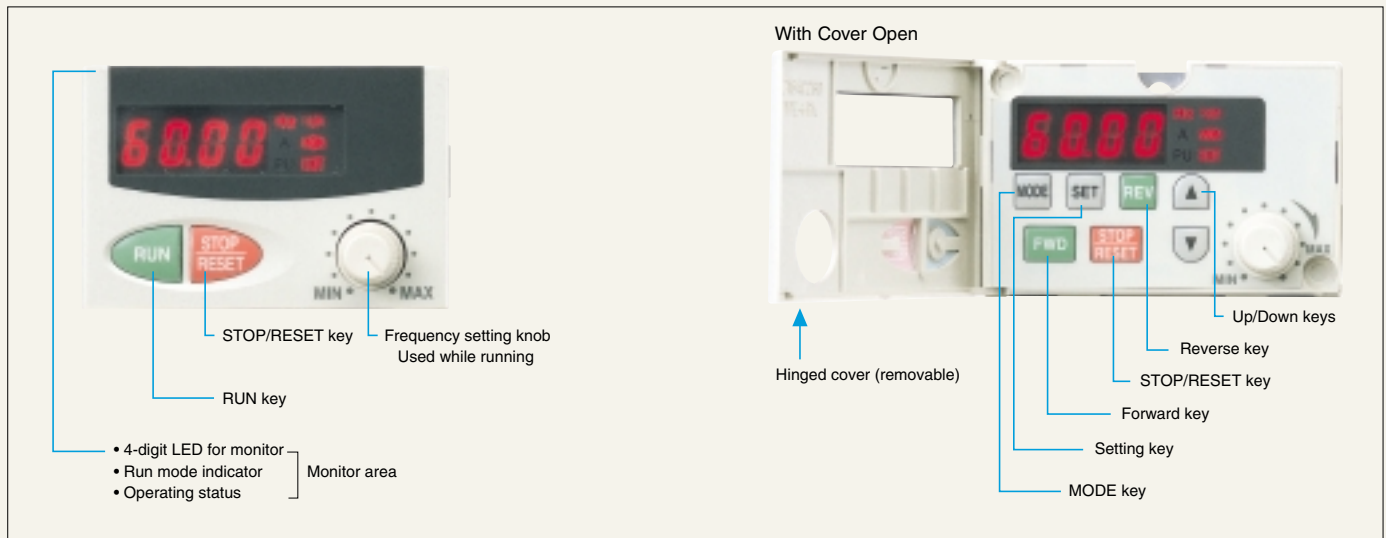 With Cover Open
60.00
A
PU
RUN
STOP
RESET
MIN
MAX
STOP/RESET key
Frequency setting knob
Used while running
RUN key
• 4-digit LED for monitor
• Run mode indicator
• Operating status
Monitor area
60.00
A
PU
MODE
SET
REV
FWD
STOP
RESET
MIN
MAX
Hinged cover (removable)
Up/Down keys
Reverse key
STOP/RESET key
Forward key
Setting key
MODE key